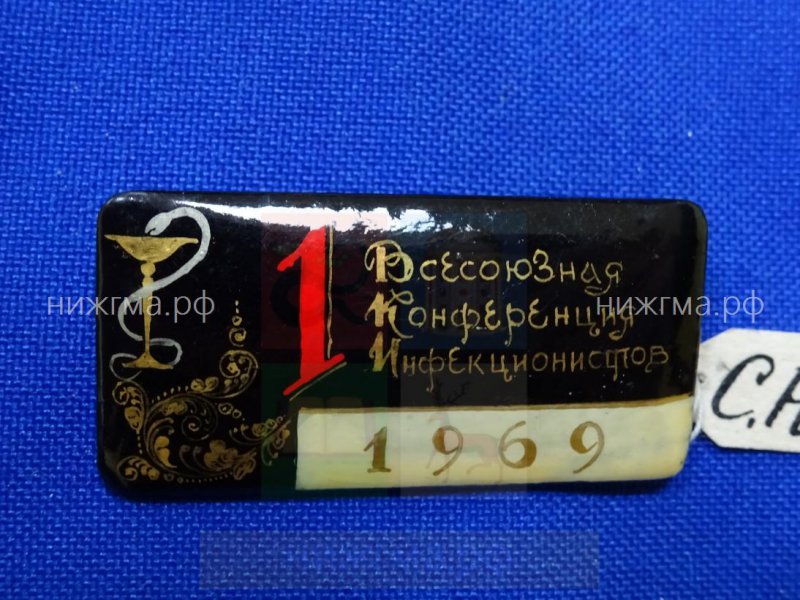 1
Всесоюзная
Конференция
Инфекционистов
1969
нижгма.рф
нижгма.рф